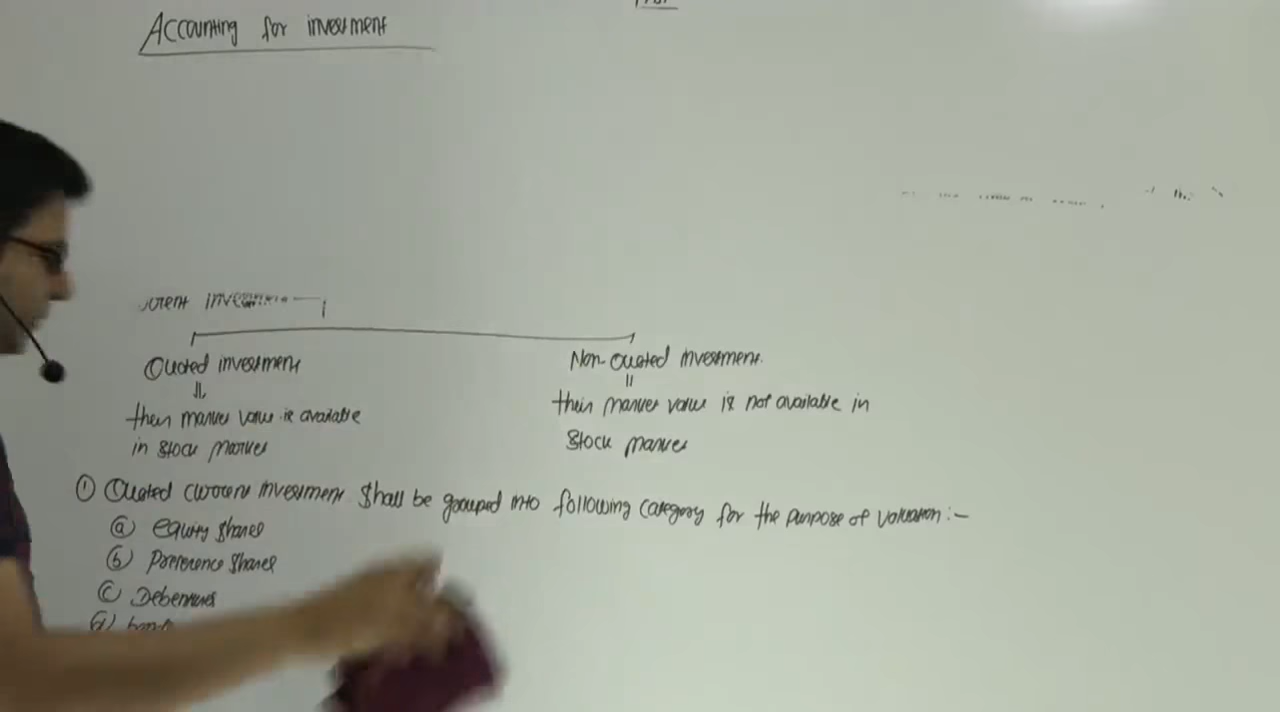 Accounting for investment
Quoted investment
Non-Quoted investment.
their market value is available
in stock market
their market value is not available in
Stock market
① Quoted current investment shall be grouped into following category for the purpose of valuation :-
ⓐ equity shares
ⓑ Preference shares
ⓒ Debentures